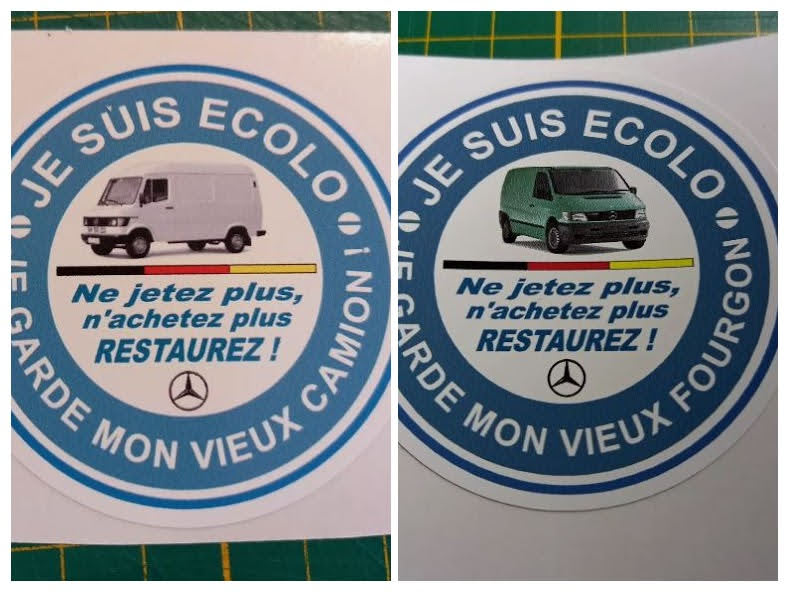 JE SUIS ECOLO
Ne jetez plus,
n'achetez plus
RESTAUREZ !
JE GARDE MON VIEUX CAMION !
JE SUIS ECOLO
Ne jetez plus,
n'achetez plus
RESTAUREZ !
JE GARDE MON VIEUX FOURGON